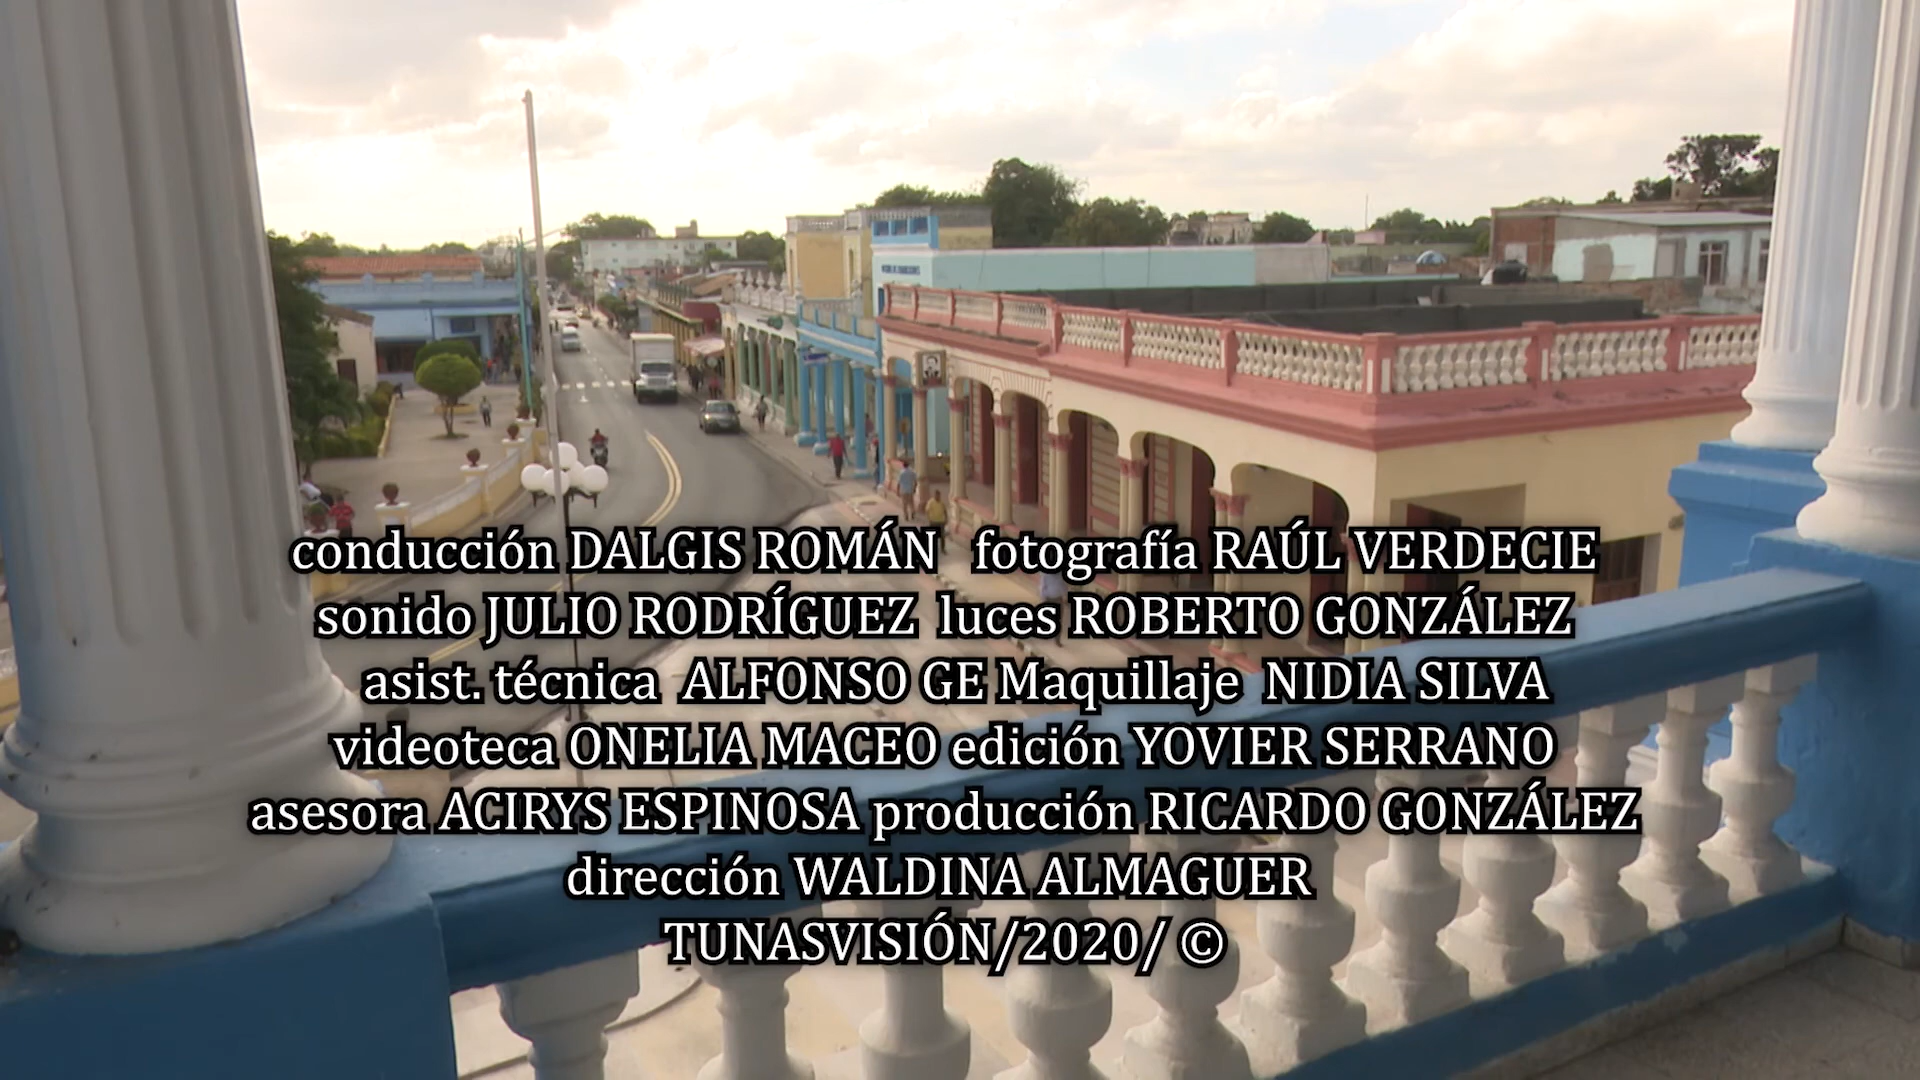 conducción DALGIS ROMÁN fotografía RAÚL VERDECIE
sonido JULIO RODRÍGUEZ luces ROBERTO GONZÁLEZ
asist. técnica ALFONSO GE Maquillaje NIDIA SILVA
videoteca ONELIA MACEO edición YOVIER SERRANO
asesora ACIRYS ESPINOSA producción RICARDO GONZÁLEZ
dirección WALDINA ALMAGUER
TUNASVISIÓN/2020/ ©